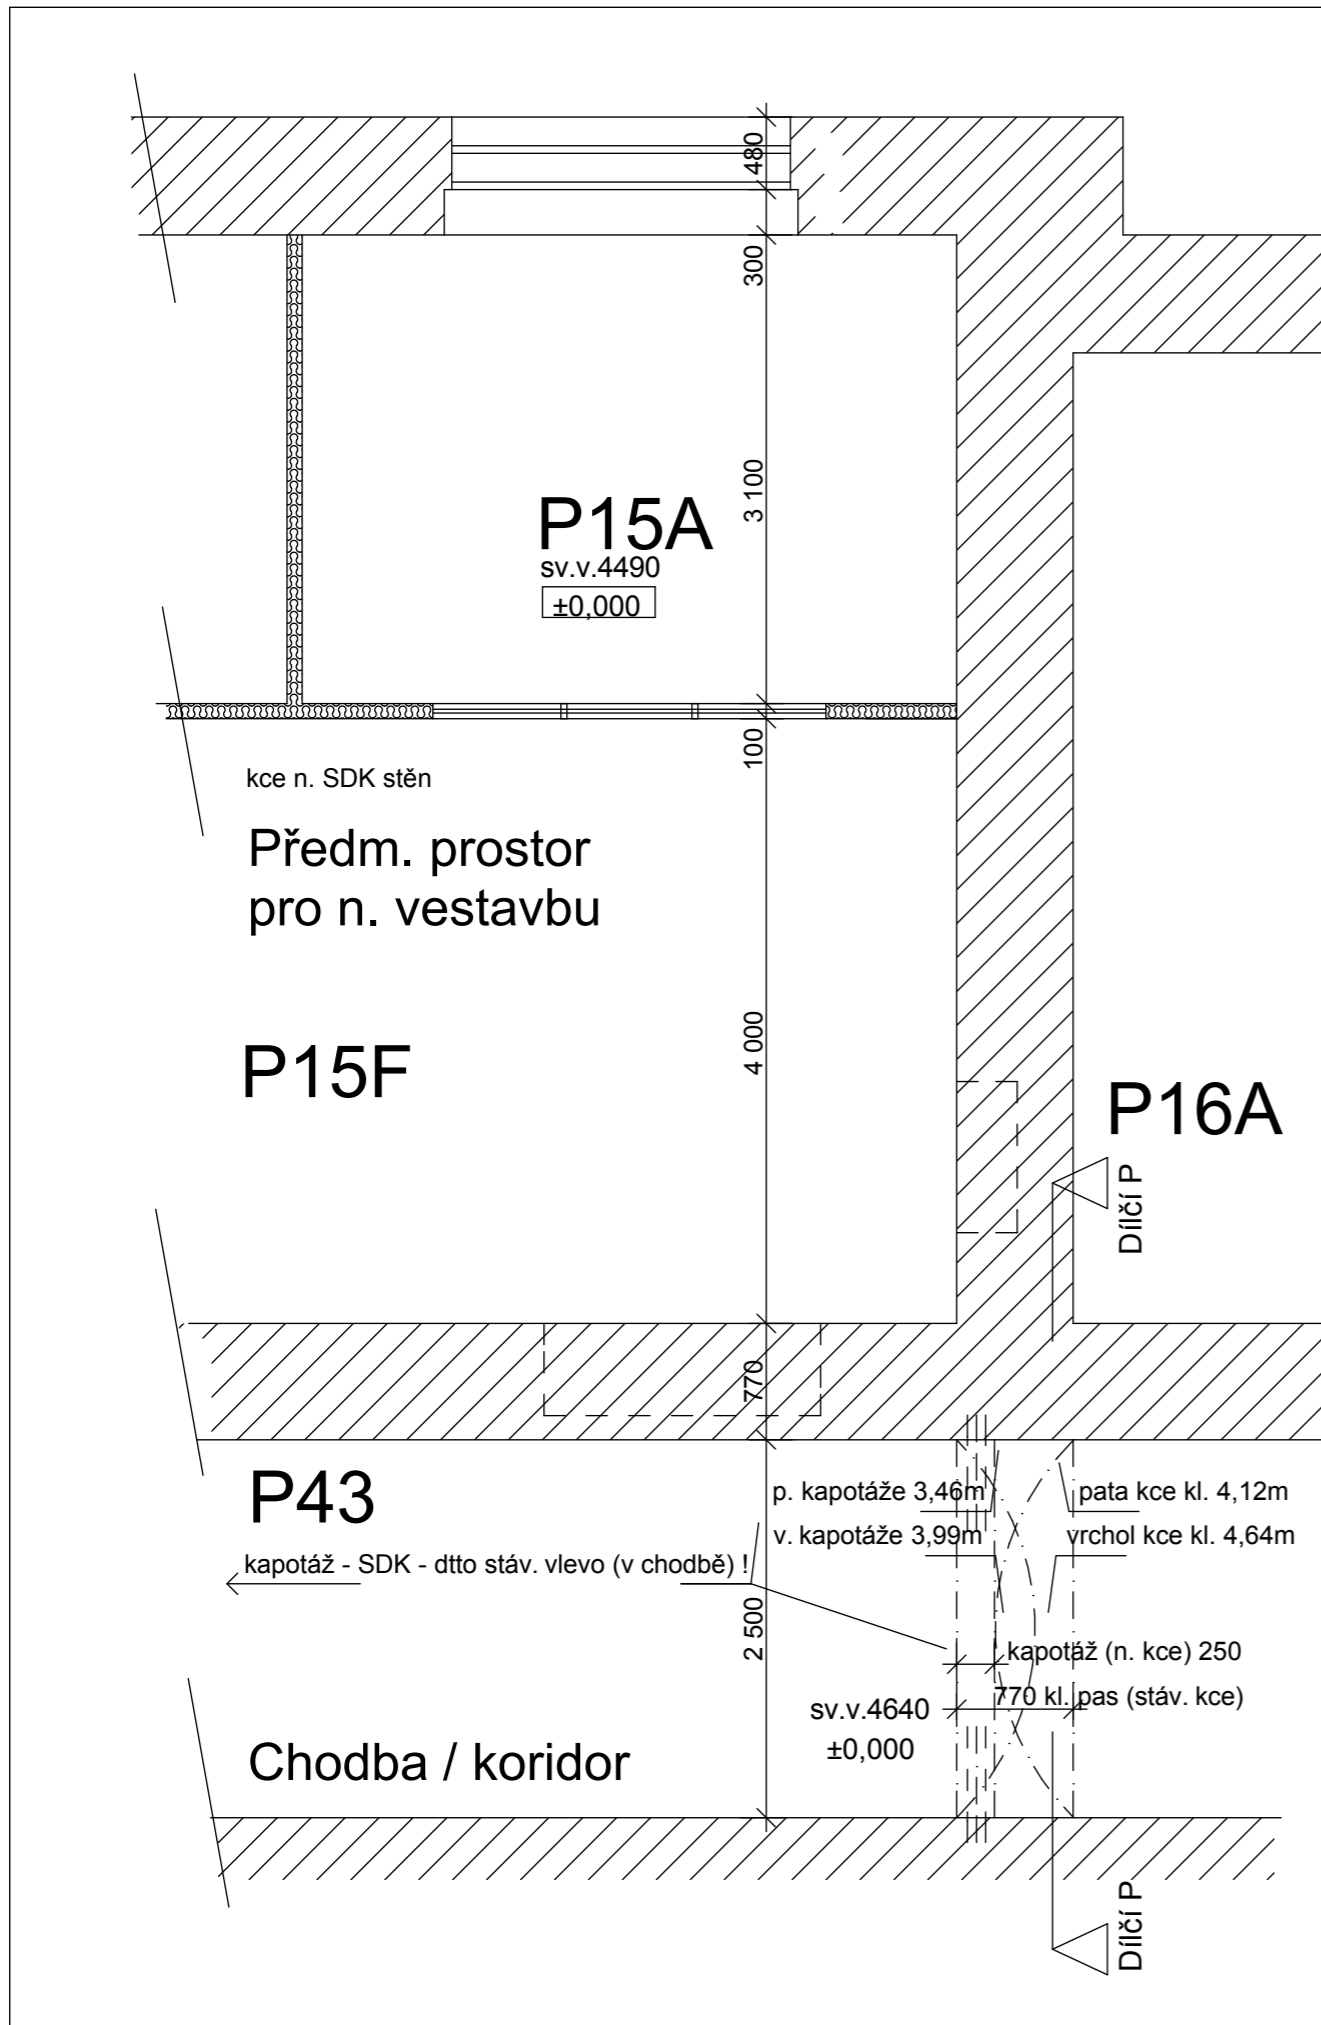 480
300
3 100
P15A
sv.v.4490
±0,000
100
kce n. SDK stěn
Předm. prostor
pro n. vestavbu
4 000
P15F
P16A
Dílčí P
770
P43
p. kapotáže 3,46m
pata kce kl. 4,12m
v. kapotáže 3,99m
vrchol kce kl. 4,64m
kapotáž - SDK - dtto stáv. vlevo (v chodbě) !
2 500
kapotáž (n. kce) 250
770 kl. pas (stáv. kce)
sv.v.4640
±0,000
Chodba / koridor
Dílčí P